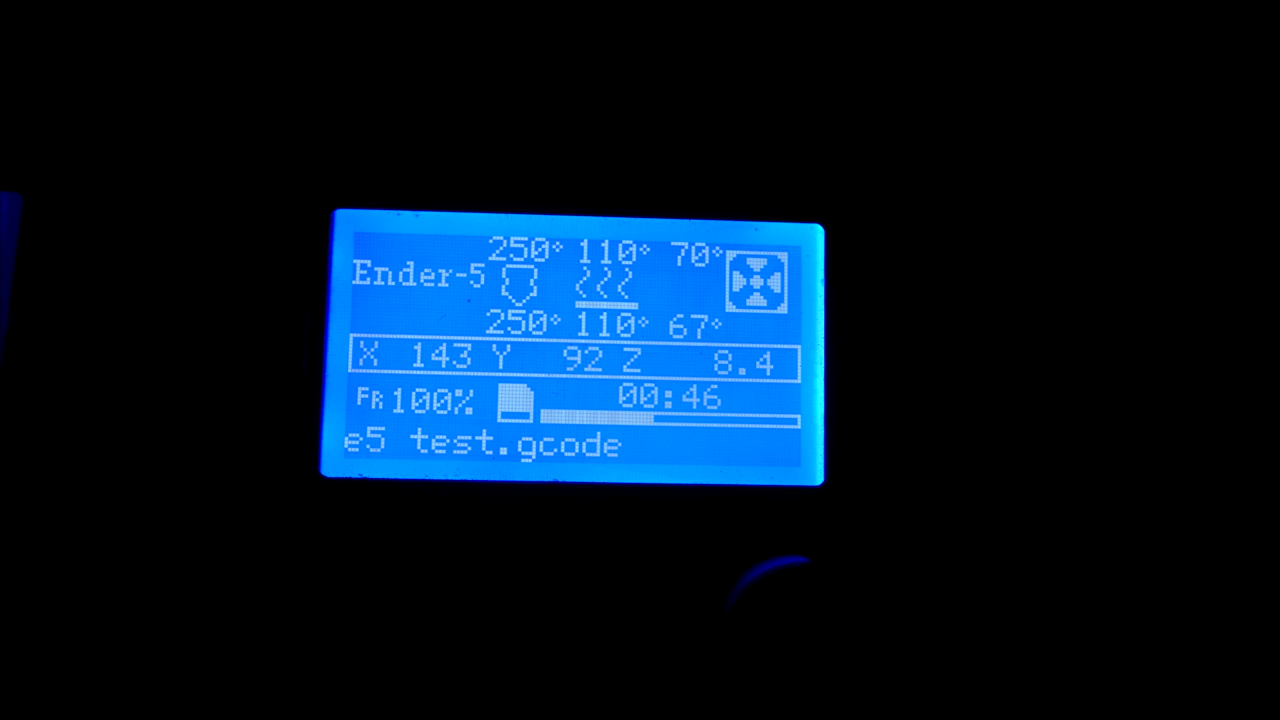 250° 110° 70°
Ender-5
250° 110° 67°
X 143 Y 92 Z 8.4
FR 100% 00:46
e5 test.gcode